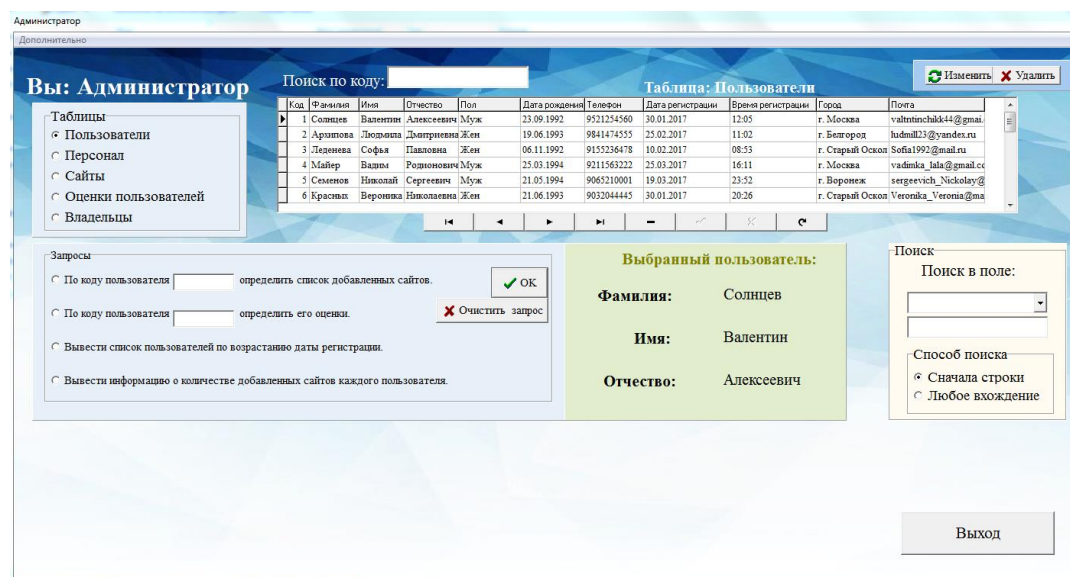 Администратор
Дополнительно
Вы: Администратор
Поиск по коду:
Таблица: Пользователи
Изменить Удалить
Таблицы
Пользователи
Персонал
Сайты
Оценки пользователей
Владельцы
Код Фамилия Имя Отчество Пол Дата рождения Телефон Дата регистрации Время регистрации Город Почта
1 Солнцев Валентин Алексеевич Муж 23.09.1992 9521254560 30.01.2017 12:05 г. Москва valtntinchikk44@gmai.
2 Архипова Людмила Дмитриевна Жен 19.06.1993 9841474555 25.02.2017 11:02 г. Белгород ludmill23@yandex.ru
3 Леденева Софья Павловна Жен 06.11.1992 9155236478 10.02.2017 08:53 г. Старый Оскол Sofia1992@mail.ru
4 Майер Вадим Родионович Муж 25.03.1994 9211563222 25.03.2017 16:11 г. Москва vadimka_lala@gmail.co
5 Семенов Николай Сергеевич Муж 21.05.1994 9065210001 19.03.2017 23:52 г. Воронеж sergeevich_Nickolay@
6 Красных Вероника Николаевна Жен 21.06.1993 9032044445 30.01.2017 20:26 г. Старый Оскол Veronika_Veronia@ma
Запросы
По коду пользователя определить список добавленных сайтов.
OK
По коду пользователя определить его оценки.
Очистить запрос
Вывести список пользователей по возрастанию даты регистрации.
Вывести информацию о количестве добавленных сайтов каждого пользователя.
Выбранный пользователь:
Фамилия: Солнцев
Имя: Валентин
Отчество: Алексеевич
Поиск
Поиск в поле:
Способ поиска
Сначала строки
Любое вхождение
Выход